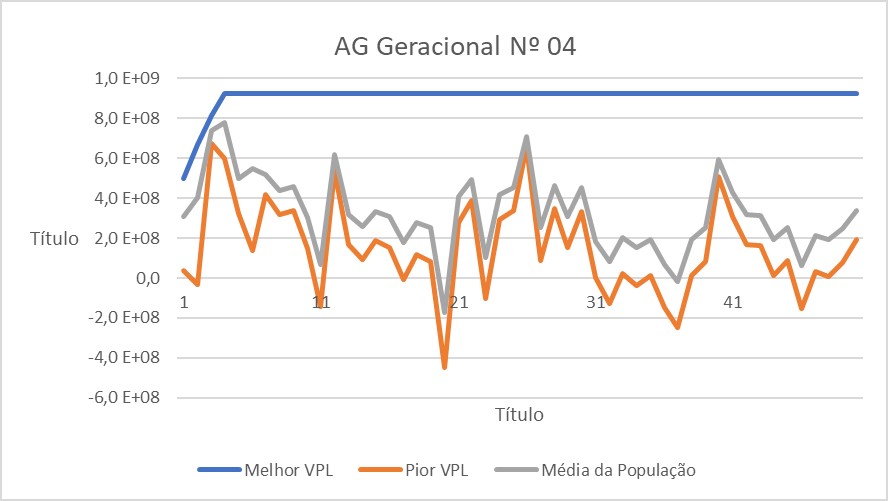 AG Geracional Nº 04
1,0 E+09
8,0 E+08
6,0 E+08
4,0 E+08
2,0 E+08
0,0
-2,0 E+08
-4,0 E+08
-6,0 E+08
Título
1 11 21 31 41
Título
Melhor VPL Pior VPL Média da População